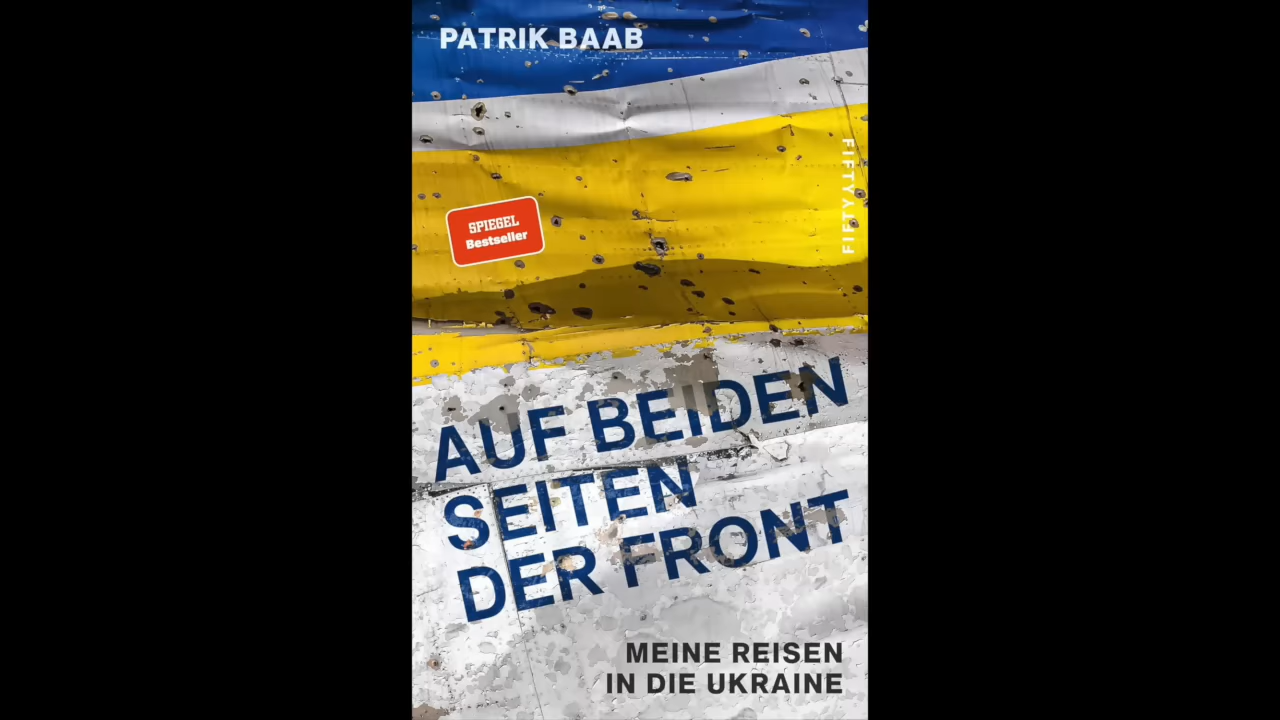 PATRIK BAAB
FIFTYFIFTY
SPIEGEL
Bestseller
AUF BEIDEN
SEITEN
DER FRONT
MEINE REISEN
IN DIE UKRAINE